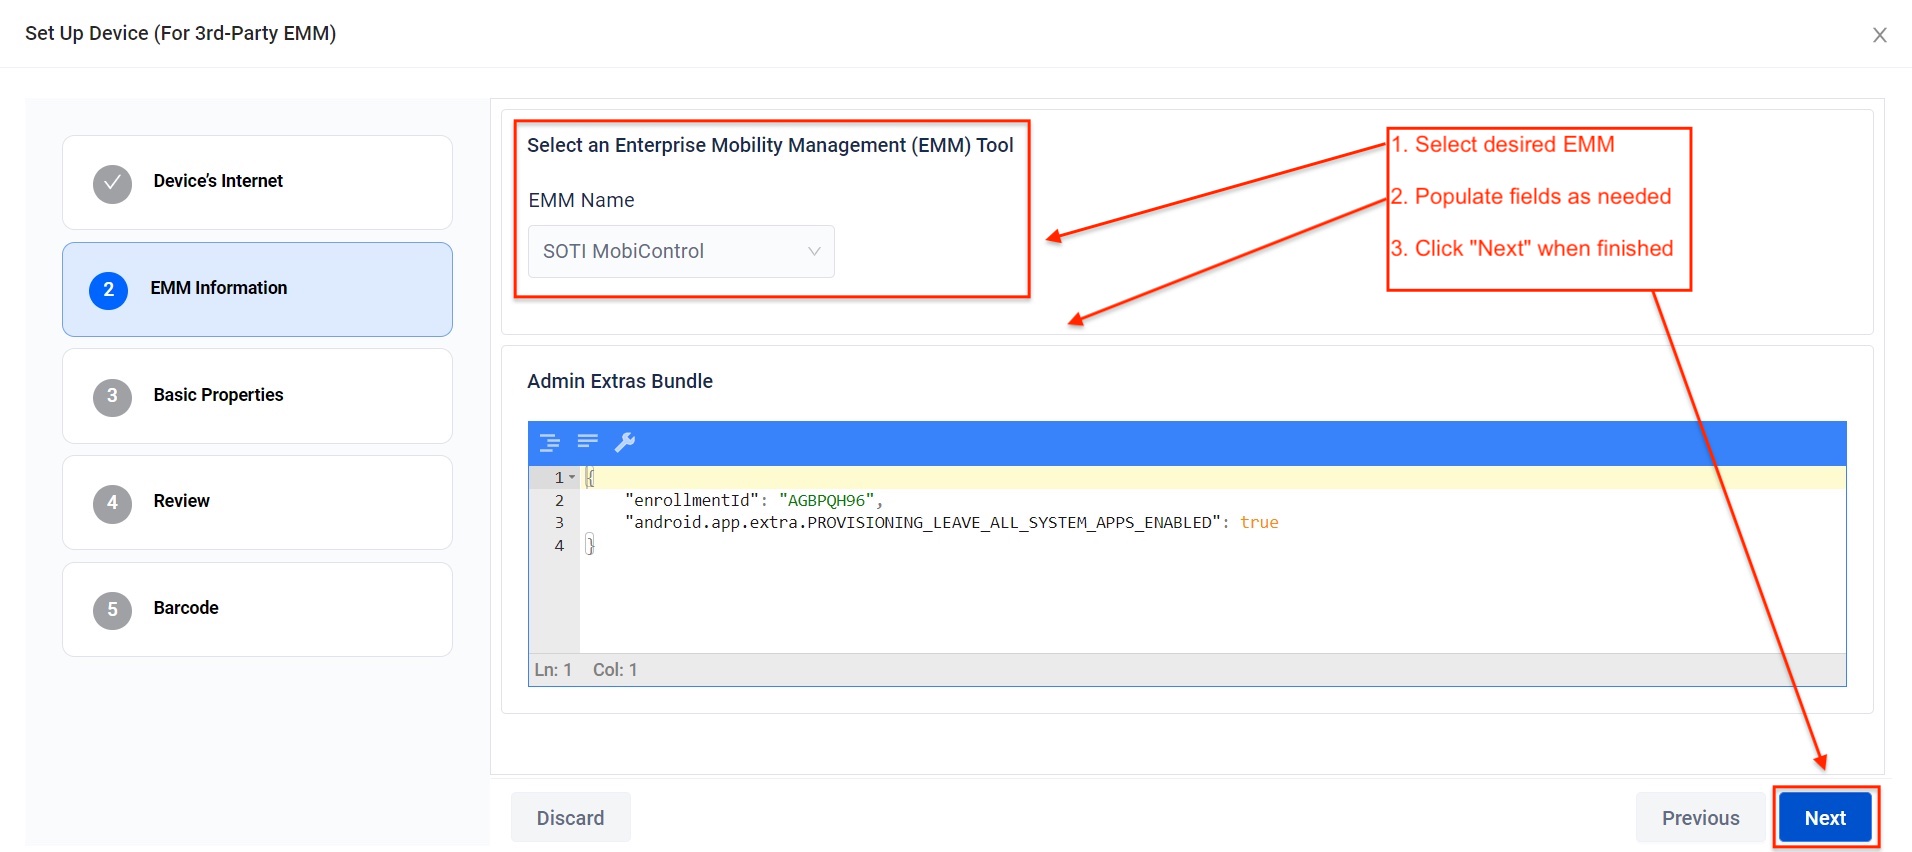 Set Up Device (For 3rd-Party EMM)
Device's Internet
2 EMM Information
3 Basic Properties
4 Review
5 Barcode
Select an Enterprise Mobility Management (EMM) Tool
EMM Name
SOTI MobiControl
1. Select desired EMM
2. Populate fields as needed
3. Click "Next" when finished
Admin Extras Bundle
1 {
2 "enrollmentId": "AGBPQH96",
3 "android.app.extra.PROVISIONING_LEAVE_ALL_SYSTEM_APPS_ENABLED": true
4 }
Ln: 1 Col: 1
Discard
Previous
Next